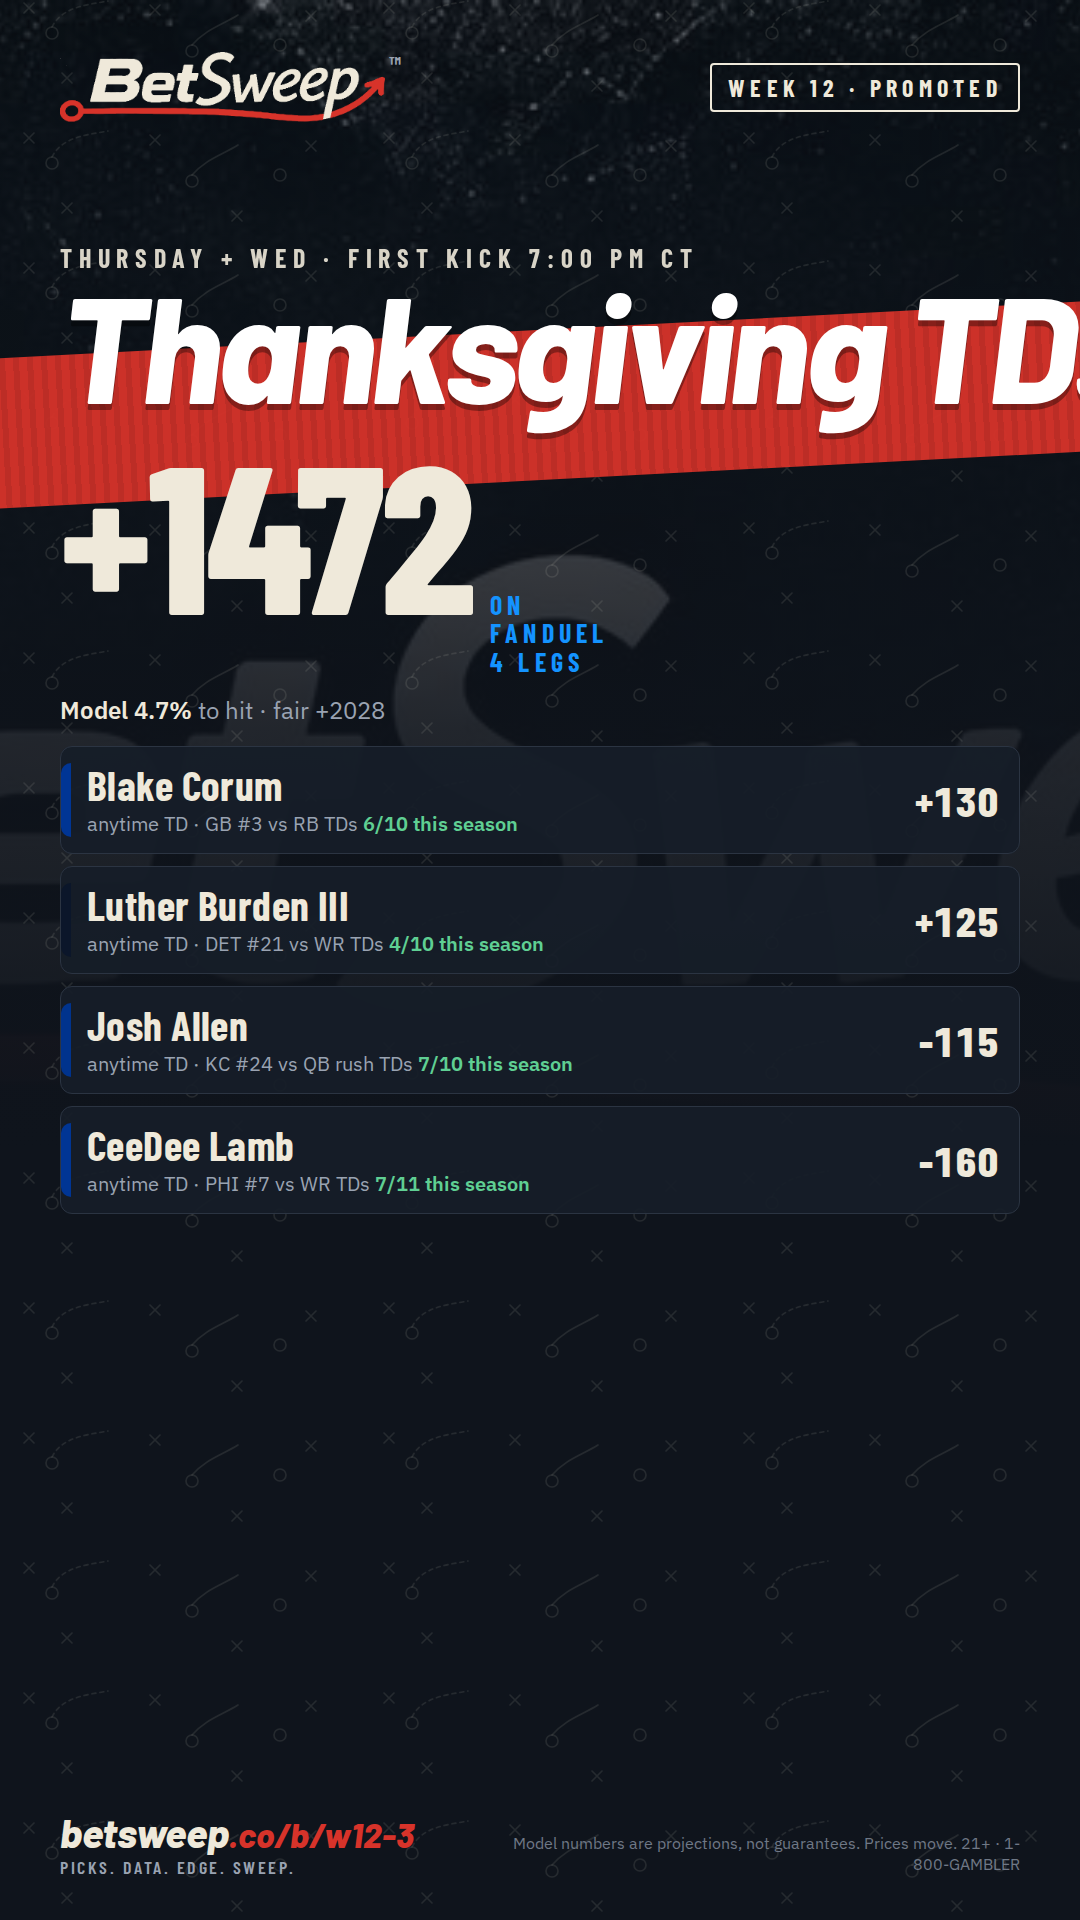 BetSweep™
WEEK 12 · PROMOTED
THURSDAY + WED · FIRST KICK 7:00 PM CT
Thanksgiving TDs
+1472
ON
FANDUEL
4 LEGS
Model 4.7% to hit · fair +2028
Blake Corum
anytime TD · GB #3 vs RB TDs 6/10 this season
+130
Luther Burden III
anytime TD · DET #21 vs WR TDs 4/10 this season
+125
Josh Allen
anytime TD · KC #24 vs QB rush TDs 7/10 this season
-115
CeeDee Lamb
anytime TD · PHI #7 vs WR TDs 7/11 this season
-160
betsweep.co/b/w12-3
PICKS. DATA. EDGE. SWEEP.
Model numbers are projections, not guarantees. Prices move. 21+ · 1-
800-GAMBLER